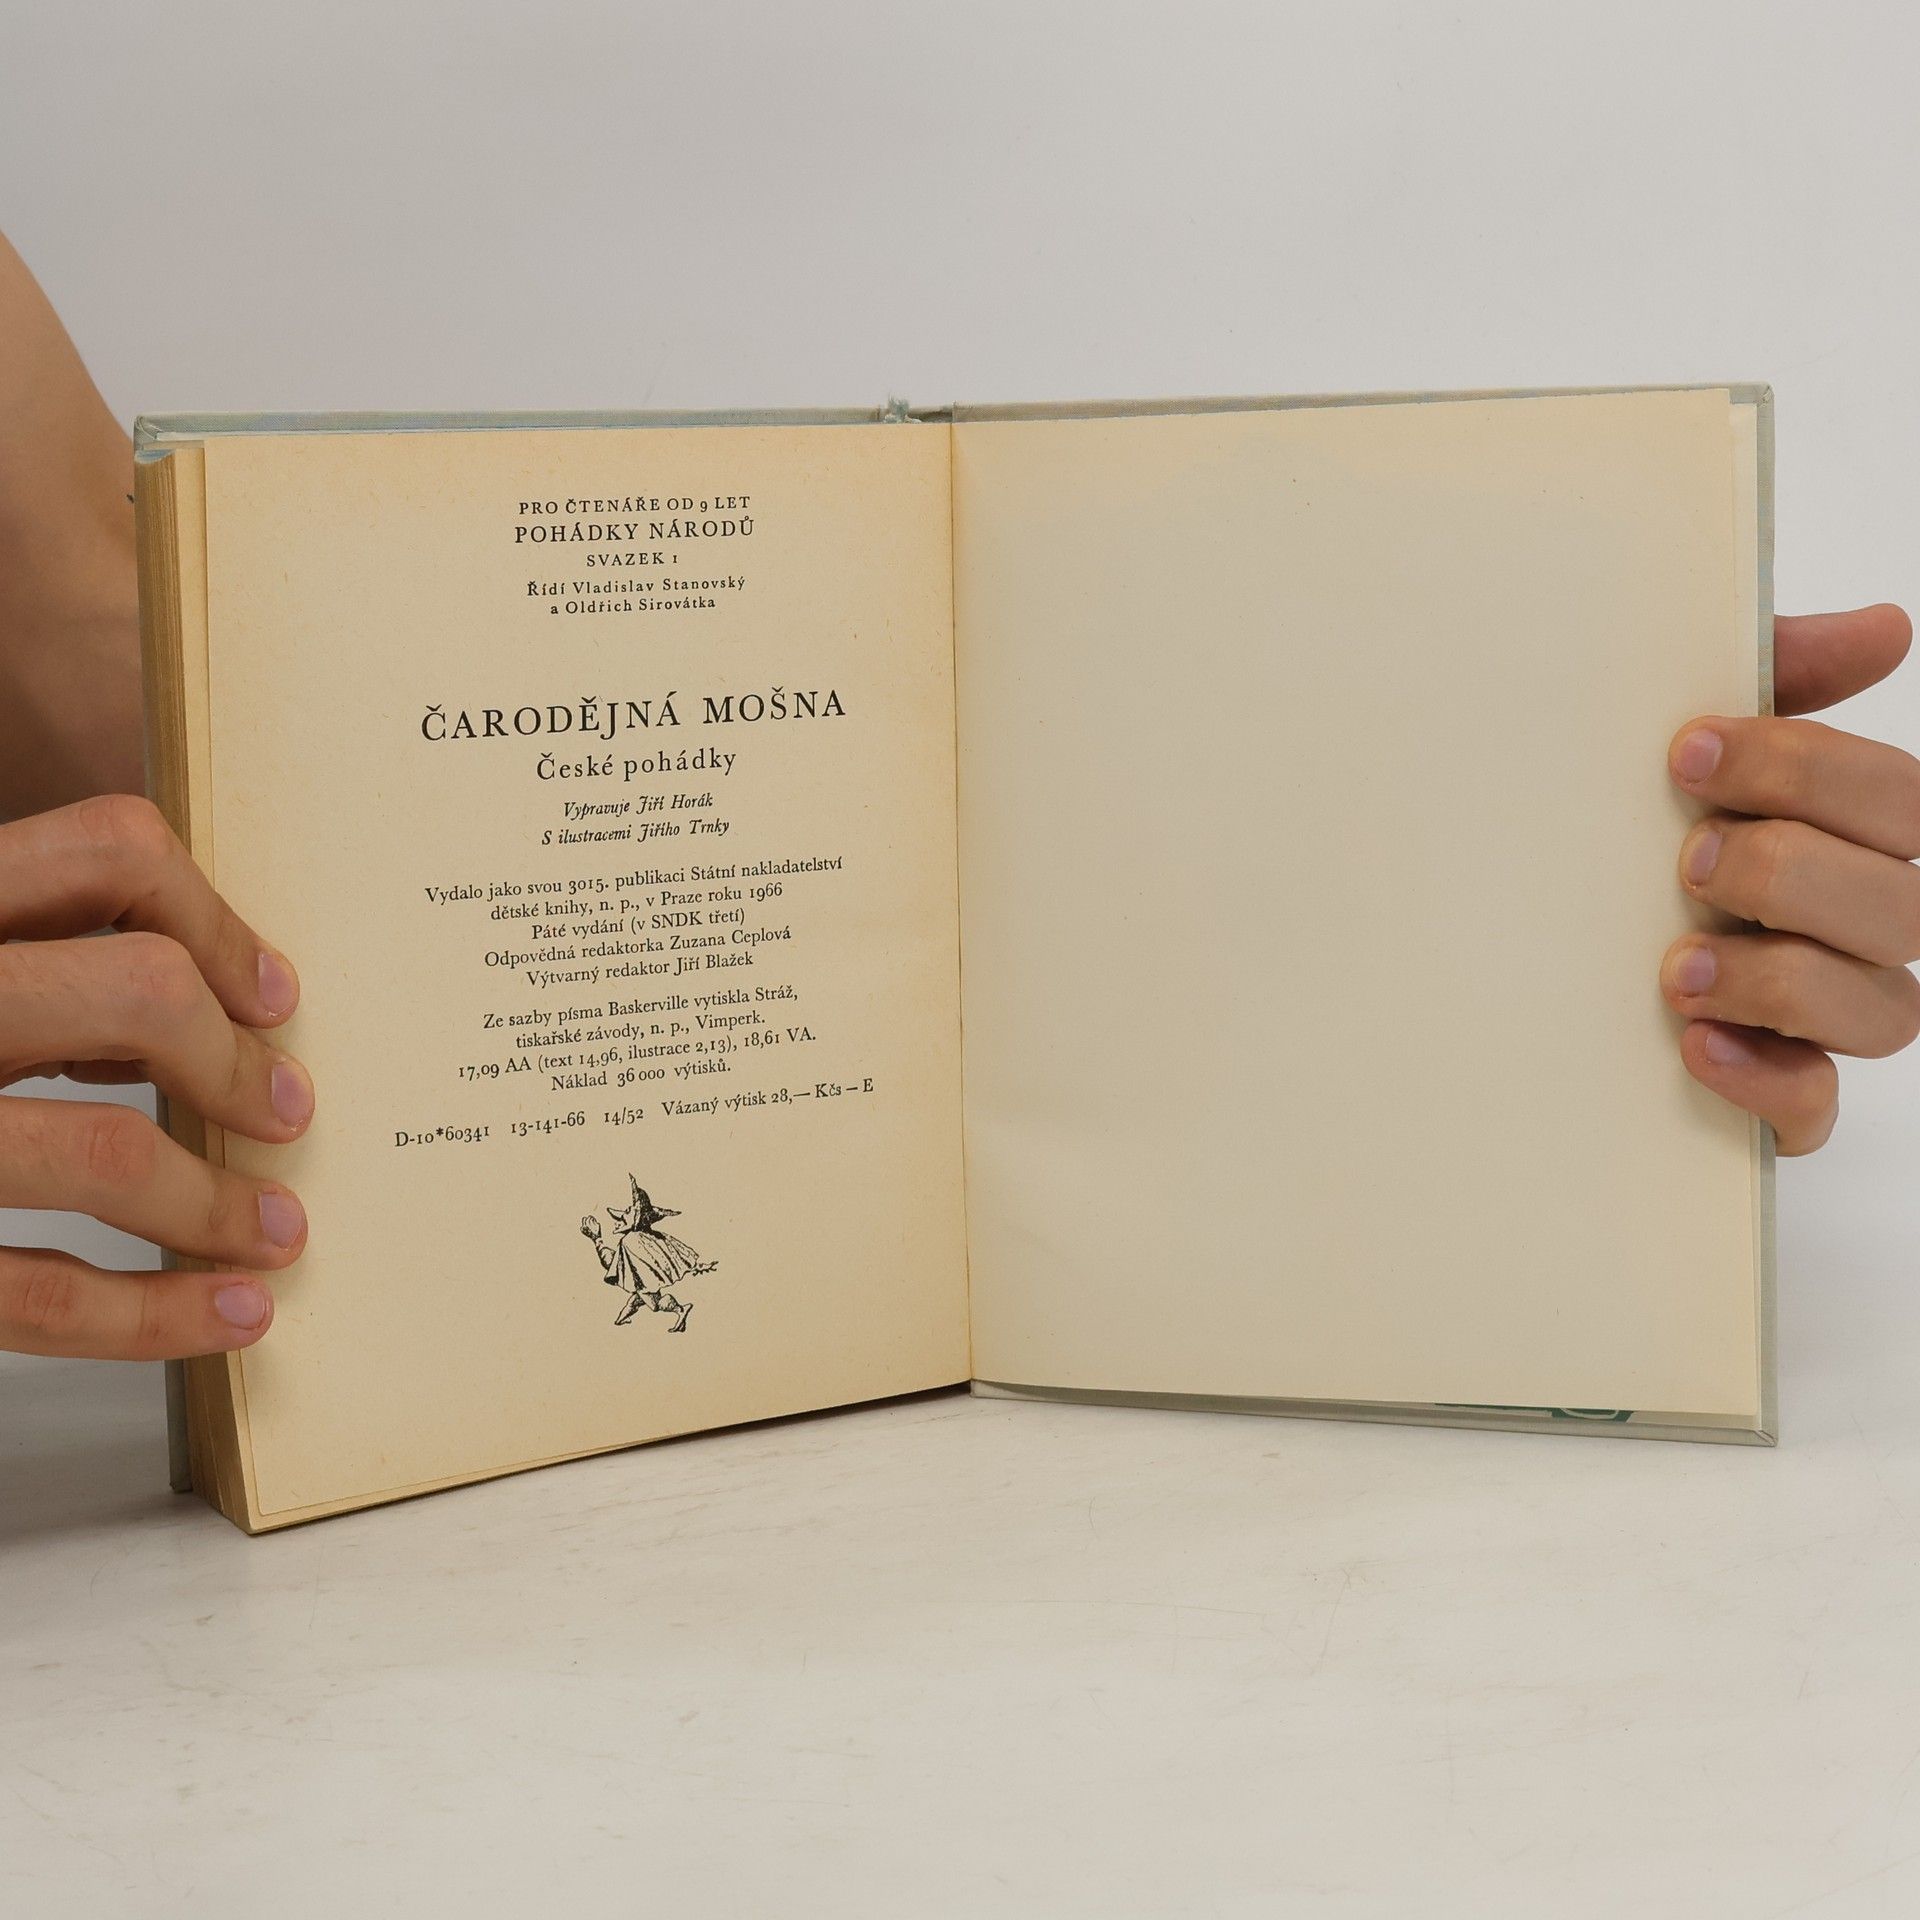 PRO ČTENÁŘE OD 9 LET
POHÁDKY NÁRODŮ
SVAZEK 1
Řídí Vladislav Stanovský
a Oldřich Sirovátka
ČARODĚJNÁ MOŠNA
České pohádky
Vypravuje Jiří Horák
S ilustracemi Jiřího Trnky
Vydalo jako svou 3015. publikaci Státní nakladatelství
dětské knihy, n. p., v Praze roku 1966
Páté vydání (v SNDK třetí)
Odpovědná redaktorka Zuzana Ceplová
Výtvarný redaktor Jiří Blažek
Ze sazby písma Baskerville vytiskla Stráž,
tiskařské závody, n. p., Vimperk.
17,09 AA (text 14,96, ilustrace 2,13), 18,61 VA.
Náklad 36 000 výtisků.
D-10*60341 13-141-66 14/52 Vázaný výtisk 28,— Kčs – E